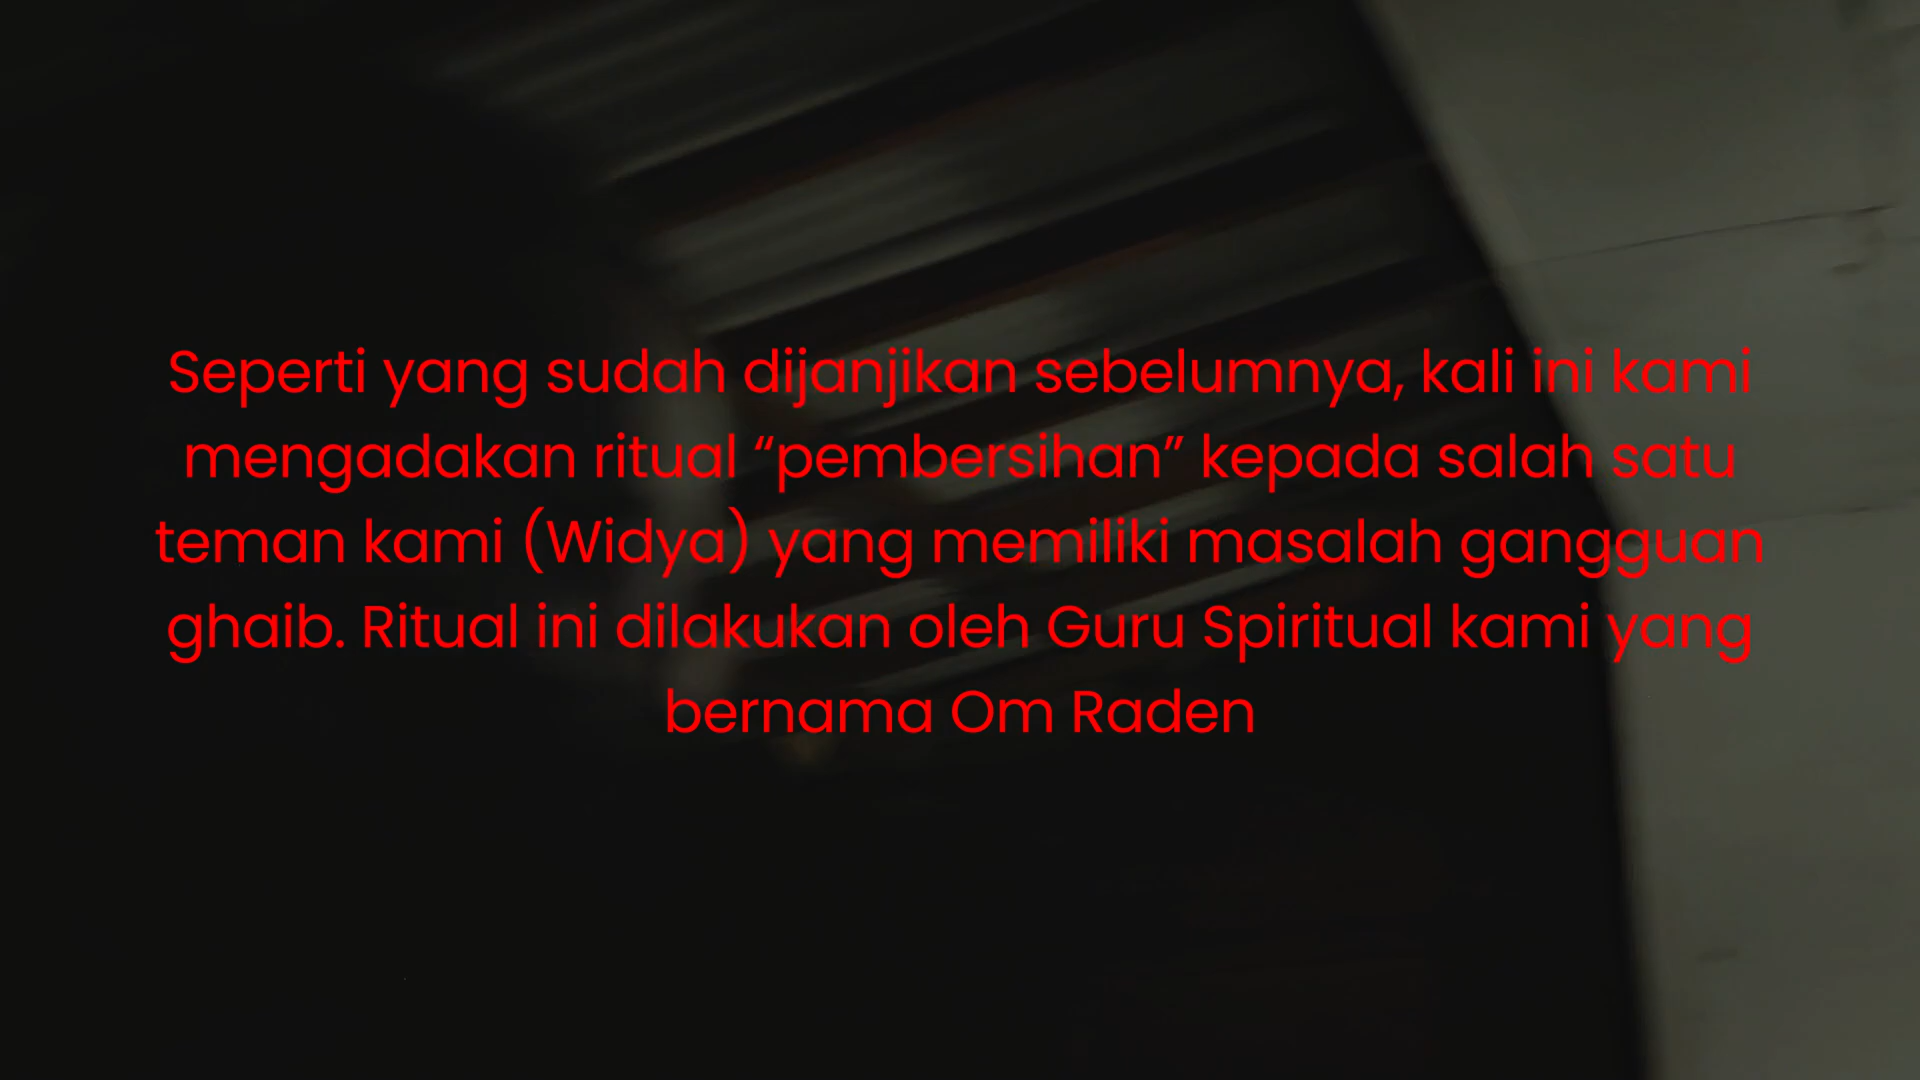 Seperti yang sudah dijanjikan sebelumnya, kali ini kami
mengadakan ritual “pembersihan” kepada salah satu
teman kami (Widya) yang memiliki masalah gangguan
ghaib. Ritual ini dilakukan oleh Guru Spiritual kami yang
bernama Om Raden